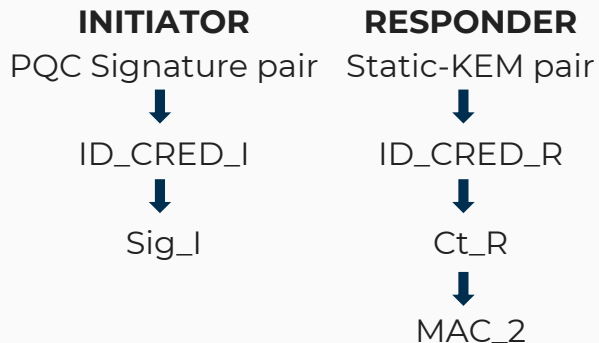 INITIATOR RESPONDER
PQC Signature pair Static-KEM pair
ID_CRED_I ID_CRED_R
Sig_I Ct_R
MAC_2